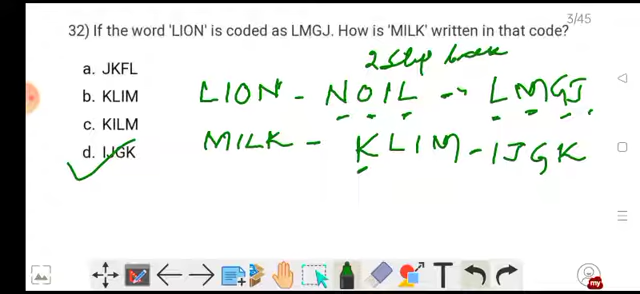 3/45
32) If the word 'LION' is coded as LMGJ. How is 'MILK' written in that code?
2 step back
a. JKFL
LION - NOIL -> LMGJ
b. KLIM
c. KILM
MILK - KLIM - IJGK
d. IJGK
T
my